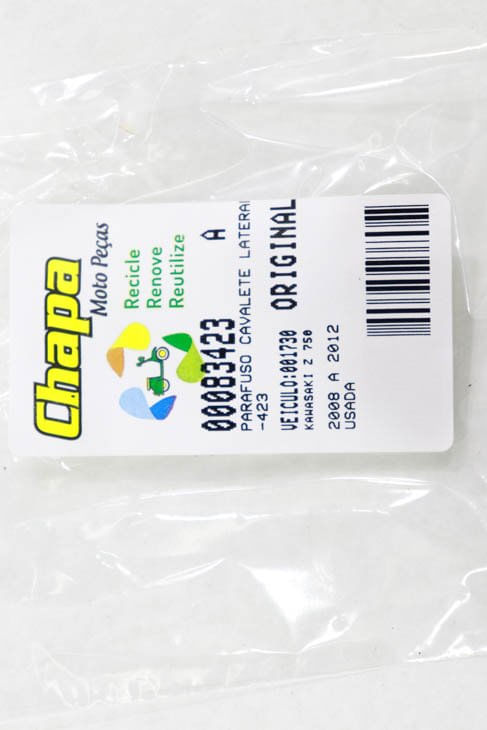 Chapa
Moto Peças
Recicle
Renove
Reutilize
00083423 A
PARAFUSO CAVALETE LATERAL
-423
VEICULO:001730 ORIGINAL
KAWASAKI Z 750
2008 A 2012
USADA